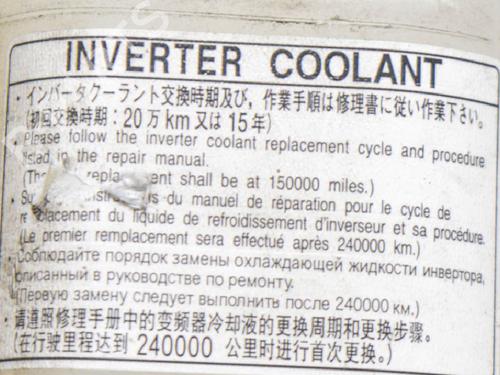 INVERTER COOLANT
・インバータクーラント交換時期及び，作業手順は修理書に従い作業下さい。
(初回交換時期：20万km又は15年)
Please follow the inverter coolant replacement cycle and procedure
listed in the repair manual.
(The replacement shall be at 150000 miles.)
du manuel de réparation pour le cycle de
remplacement du liquide de refroidissement d'inverseur et sa procédure.
(Le premier remplacement sera effectué après 240000 km.)
Соблюдайте порядок замены охлаждающей жидкости инвертора,
описанный в руководстве по ремонту.
(Первую замену следует выполнить после 240000 км.)
・请遵照修理手册中的变频器冷却液的更换周期和更换步骤。
(在行驶里程达到 240000 公里时进行首次更换。)